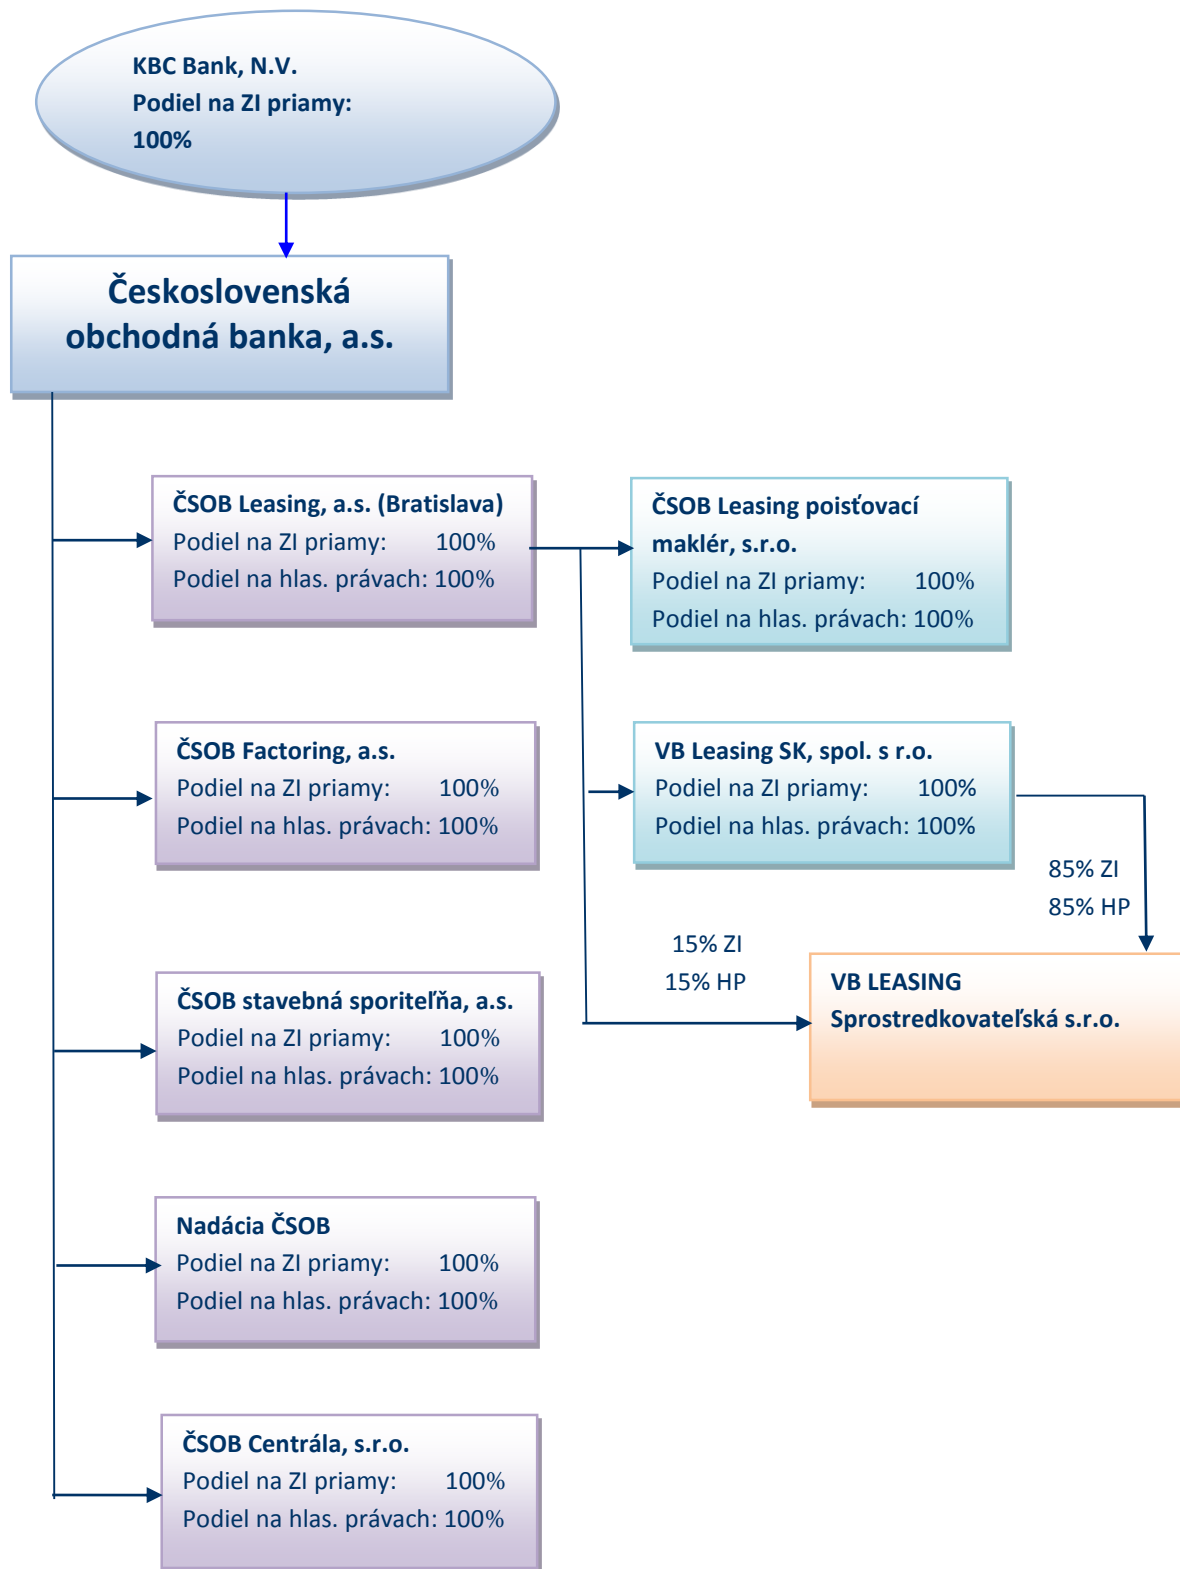 KBC Bank, N.V.
Podiel na ZI priamy:
100%
Československá
obchodná banka, a.s.
ČSOB Leasing, a.s. (Bratislava)
Podiel na ZI priamy: 100%
Podiel na hlas. právach: 100%
ČSOB Leasing poisťovací
maklér, s.r.o.
Podiel na ZI priamy: 100%
Podiel na hlas. právach: 100%
ČSOB Factoring, a.s.
Podiel na ZI priamy: 100%
Podiel na hlas. právach: 100%
VB Leasing SK, spol. s r.o.
Podiel na ZI priamy: 100%
Podiel na hlas. právach: 100%
85% ZI
85% HP
15% ZI
15% HP
VB LEASING
Sprostredkovateľská s.r.o.
ČSOB stavebná sporiteľňa, a.s.
Podiel na ZI priamy: 100%
Podiel na hlas. právach: 100%
Nadácia ČSOB
Podiel na ZI priamy: 100%
Podiel na hlas. právach: 100%
ČSOB Centrála, s.r.o.
Podiel na ZI priamy: 100%
Podiel na hlas. právach: 100%